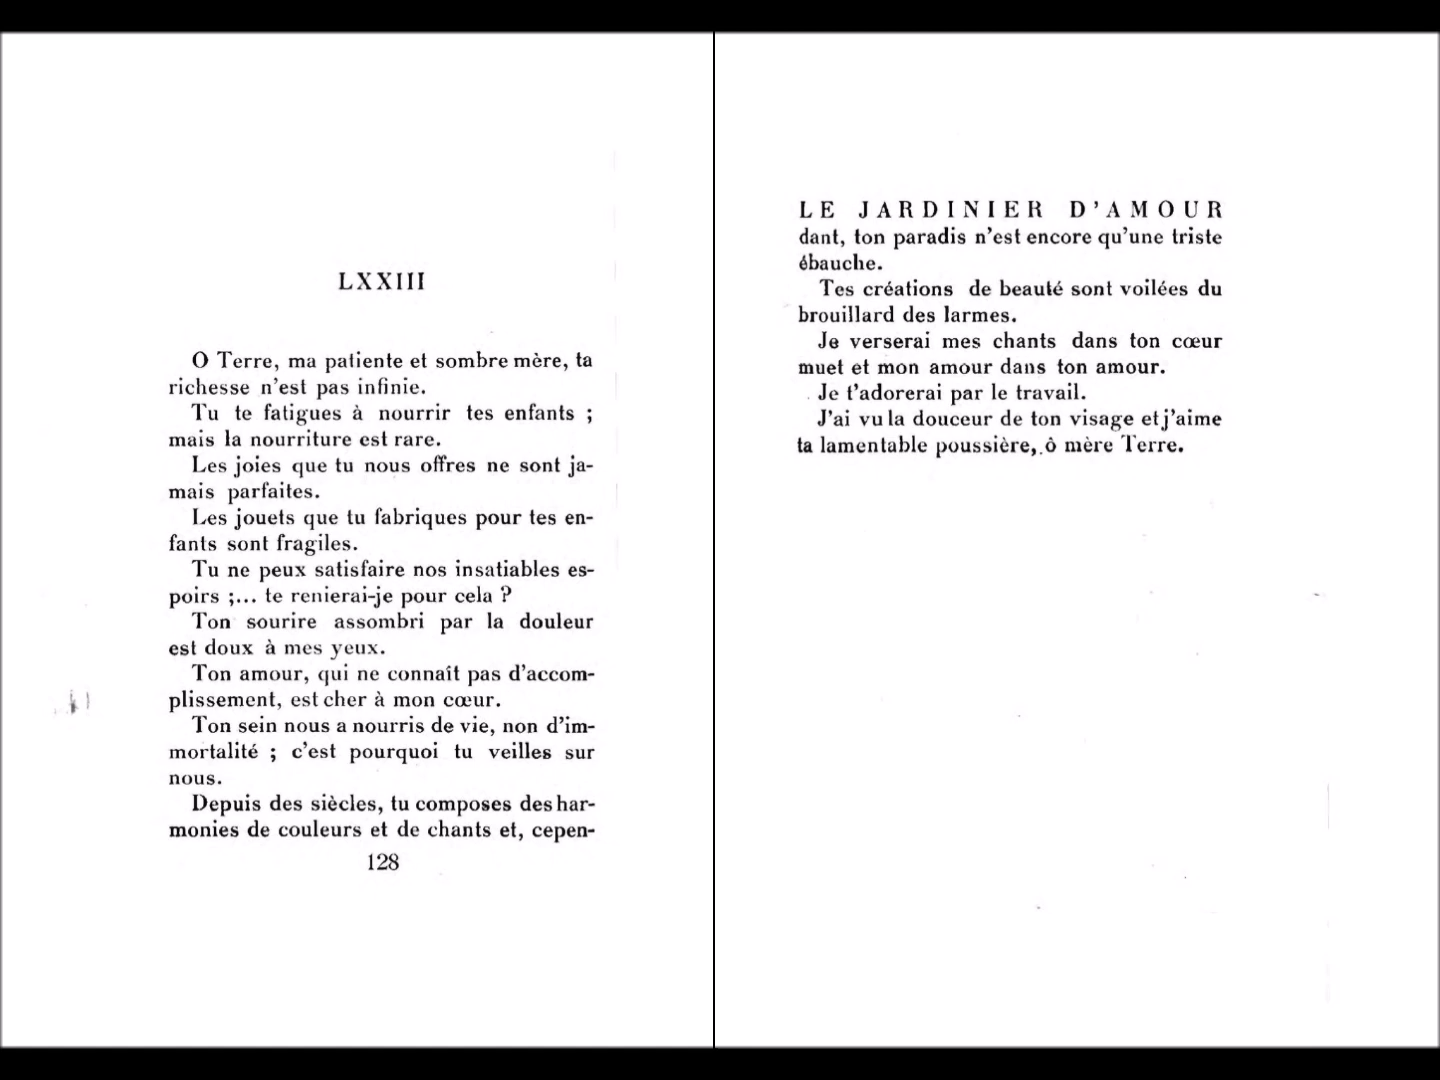 LXXIII
O Terre, ma patiente et sombre mère, ta
richesse n'est pas infinie.
Tu te fatigues à nourrir tes enfants ;
mais la nourriture est rare.
Les joies que tu nous offres ne sont ja-
mais parfaites.
Les jouets que tu fabriques pour tes en-
fants sont fragiles.
Tu ne peux satisfaire nos insatiables es-
poirs ;... te renierai-je pour cela ?
Ton sourire assombri par la douleur
est doux à mes yeux.
Ton amour, qui ne connaît pas d'accom-
plissement, est cher à mon cœur.
Ton sein nous a nourris de vie, non d'im-
mortalité ; c'est pourquoi tu veilles sur
nous.
Depuis des siècles, tu composes des har-
monies de couleurs et de chants et, cepen-
128
LE JARDINIER D'AMOUR
dant, ton paradis n'est encore qu'une triste
ébauche.
Tes créations de beauté sont voilées du
brouillard des larmes.
Je verserai mes chants dans ton cœur
muet et mon amour dans ton amour.
Je t'adorerai par le travail.
J'ai vu la douceur de ton visage et j'aime
ta lamentable poussière, ô mère Terre.